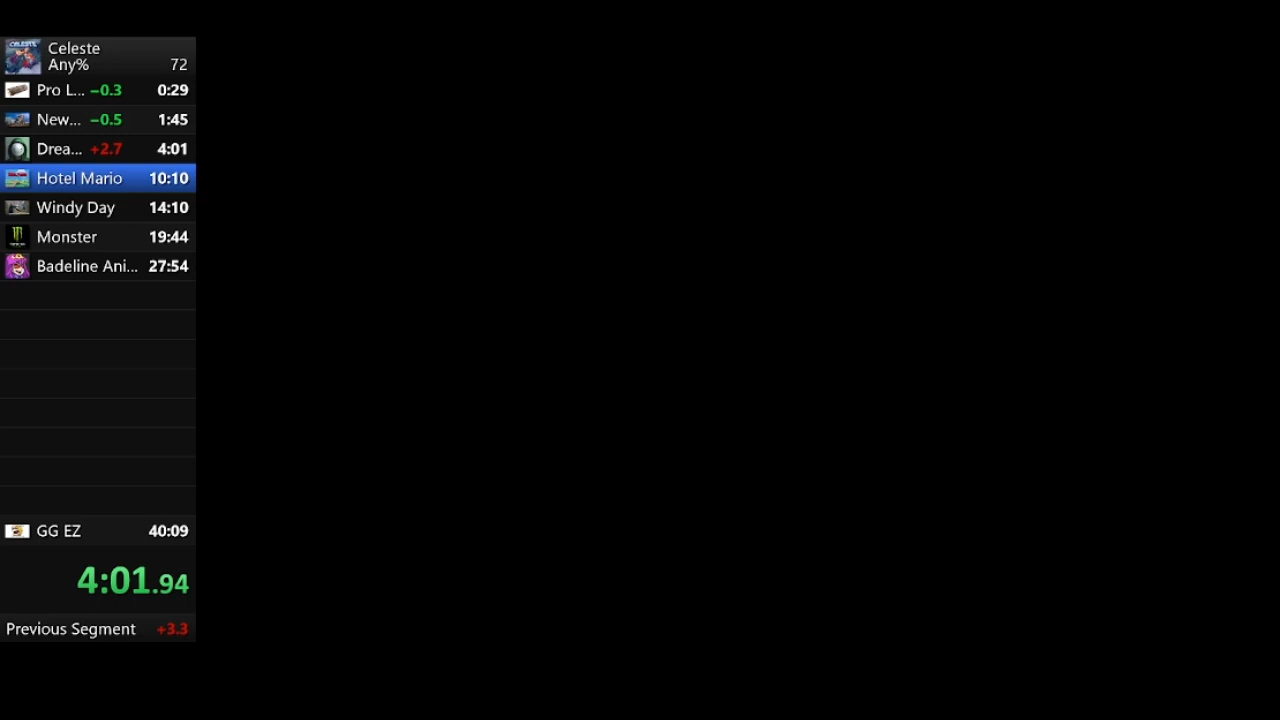 Celeste
Any% 72
Pro L... −0.3 0:29
New... −0.5 1:45
Drea... +2.7 4:01
Hotel Mario 10:10
Windy Day 14:10
Monster 19:44
Badeline Ani... 27:54
GG EZ 40:09
4:01.94
Previous Segment +3.3